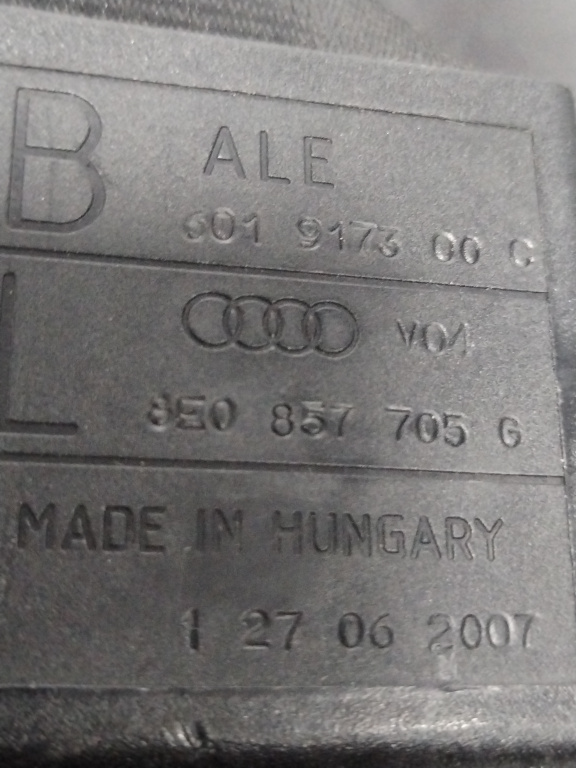 B ALE
601 9173 00 C
L V04
8E0 857 705 G
MADE IN HUNGARY
1 27 06 2007